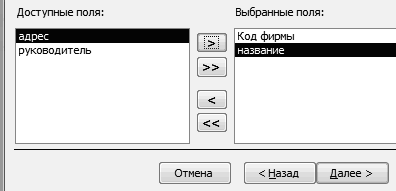 Доступные поля:
Выбранные поля:
адрес
руководитель
>
>>
<
<<
Код фирмы
название
Отмена
< Назад
Далее >